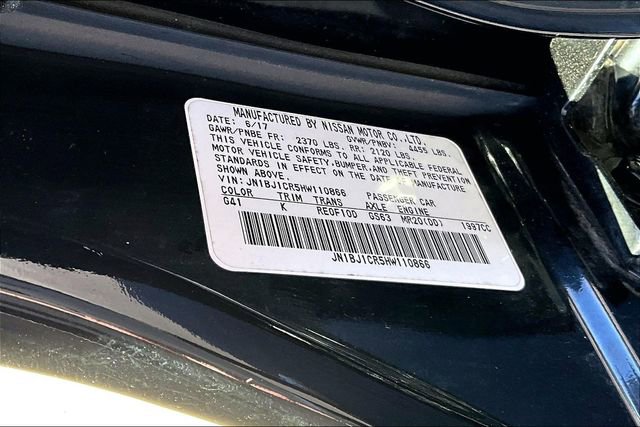 MANUFACTURED BY NISSAN MOTOR CO.,LTD.
DATE: 6/17 GVWR/PNBV: 4455 LBS.
GAWR/PNBE FR: 2370 LBS. RR: 2120 LBS.
THIS VEHICLE CONFORMS TO ALL APPLICABLE FEDERAL
MOTOR VEHICLE SAFETY,BUMPER,AND THEFT PREVENTION
STANDARDS IN EFFECT ON THE DATE OF MANUFACTURE
SHOWN ABOVE.
VIN: JN1BJ1CR5HW110866 PASSENGER CAR
COLOR TRIM TRANS AXLE ENGINE
G41 K RE0F10D GS63 MR20(DD) 1997CC
JN1BJ1CR5HW110866